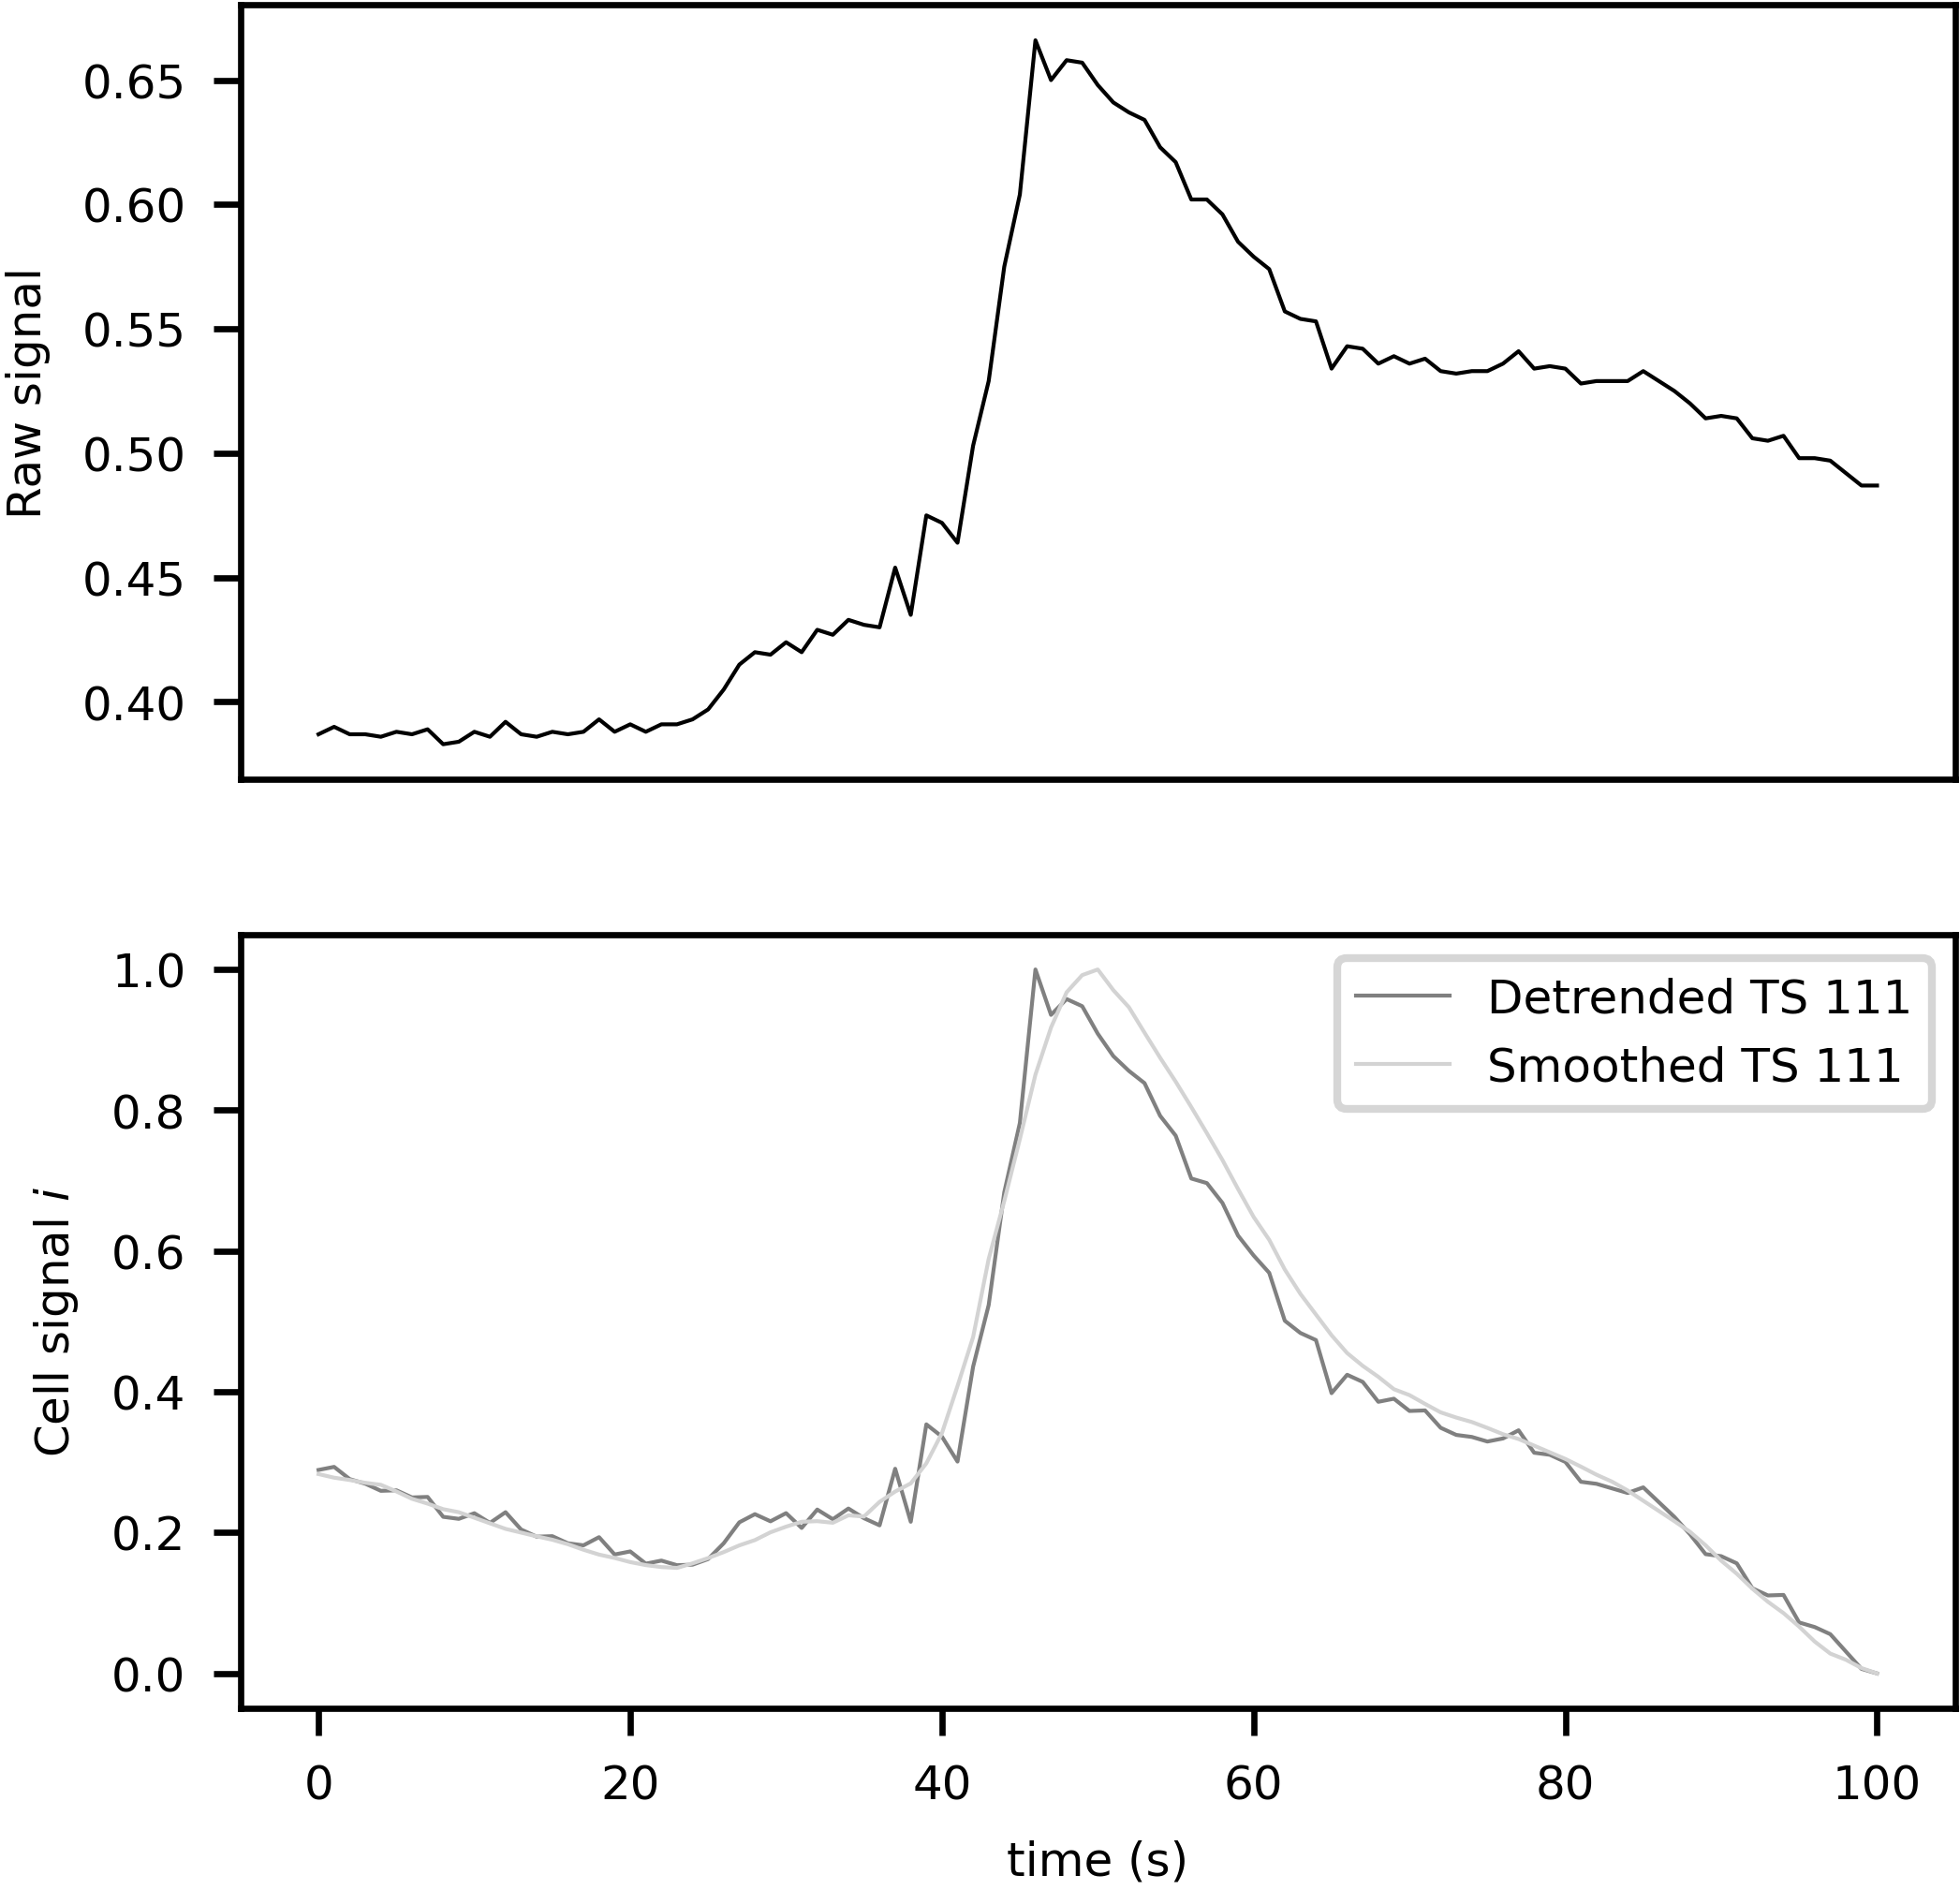 0.65
0.60
0.55
0.50
0.45
0.40
Raw signal
1.0
0.8
0.6
0.4
0.2
0.0
Cell signal i
Detrended TS 111
Smoothed TS 111
0 20 40 60 80 100
time (s)